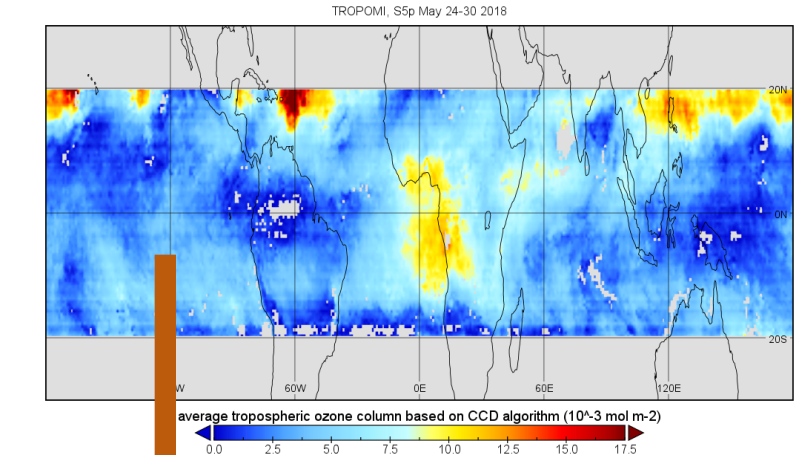 TROPOMI, S5p May 24-30 2018
20N
0N
20S
W 60W 0E 60E 120E
average tropospheric ozone column based on CCD algorithm (10^-3 mol m-2)
0.0 2.5 5.0 7.5 10.0 12.5 15.0 17.5